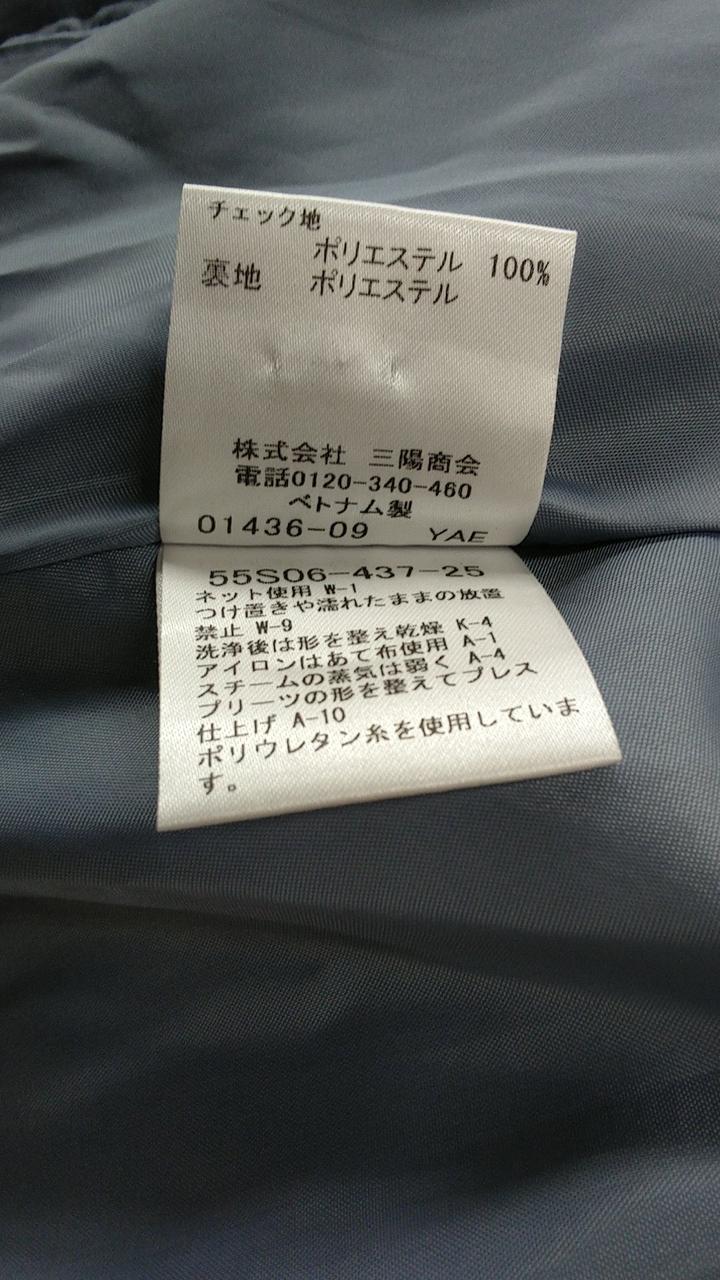 チェック地
ポリエステル 100%
裏地 ポリエステル
株式会社 三陽商会
電話0120-340-460
ベトナム製
01436-09 YAE
55S06-437-25
ネット使用 W-1
つけ置きや濡れたままの放置
禁止 W-9
洗浄後は形を整え乾燥 K-4
アイロンはあて布使用 A-1
スチームの蒸気は弱く A-4
プリーツの形を整えてプレス
仕上げ A-10
ポリウレタン糸を使用していま
す。